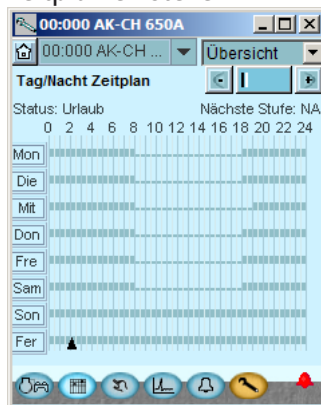 00:000 AK-CH 650A
00:000 AK-CH ... Übersicht
Tag/Nacht Zeitplan
Status: Urlaub Nächste Stufe: NA
0 2 4 6 8 10 12 14 16 18 20 22 24
Mon
Die
Mit
Don
Fre
Sam
Son
Fer